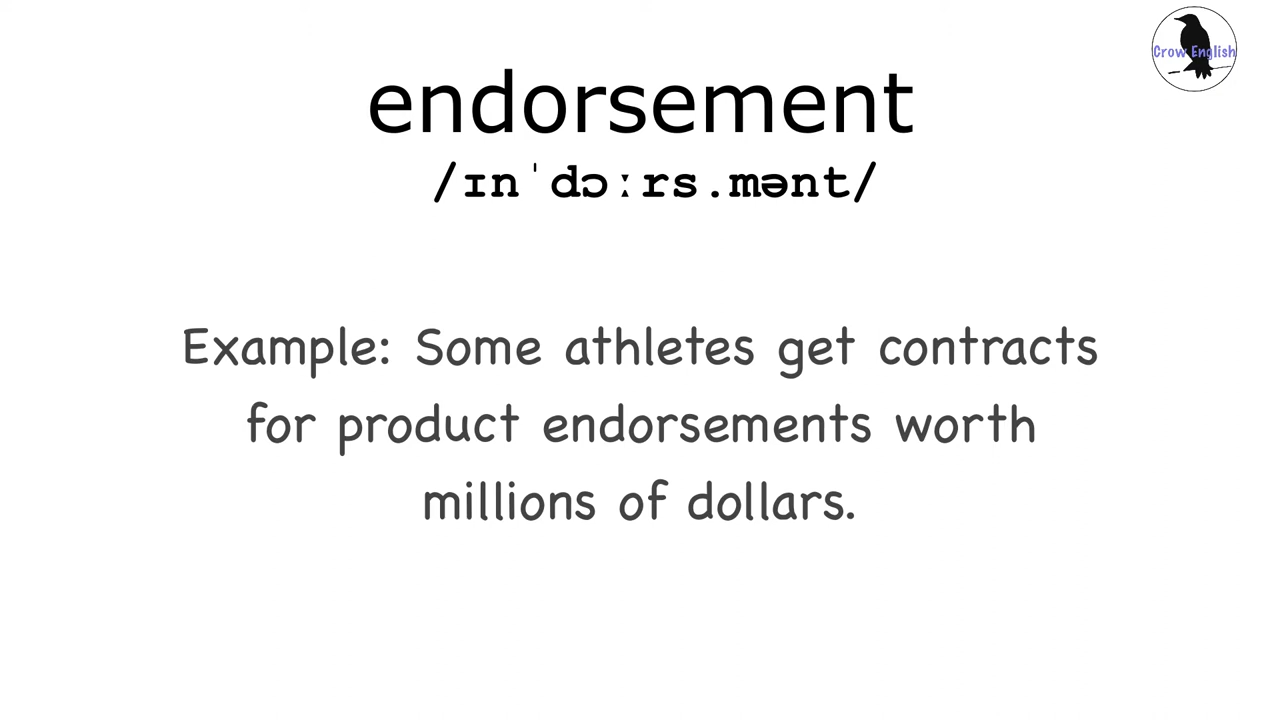 Crow English
endorsement
/ɪnˈdɔːrs.mənt/
Example: Some athletes get contracts
for product endorsements worth
millions of dollars.